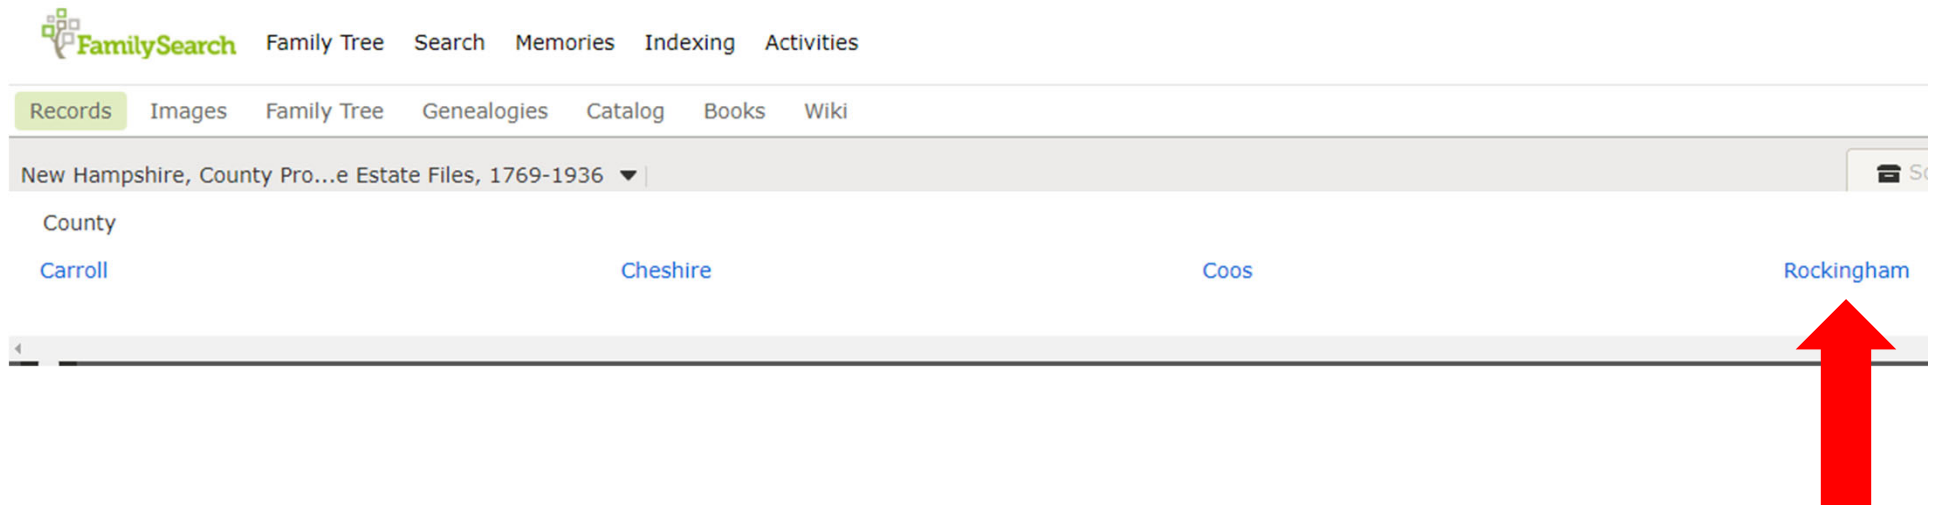 FamilySearch Family Tree Search Memories Indexing Activities
Records Images Family Tree Genealogies Catalog Books Wiki
New Hampshire, County Pro...e Estate Files, 1769-1936
County
Carroll Cheshire Coos Rockingham